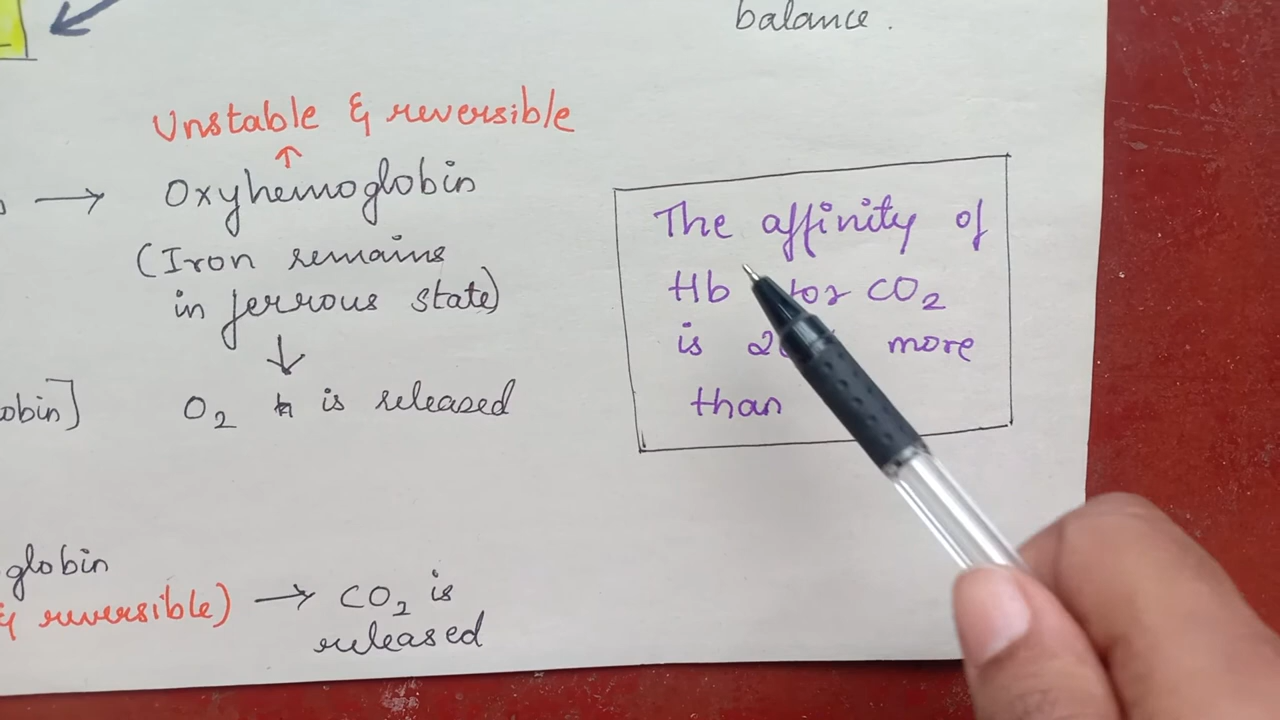 balance.
Unstable & reversible
↑
→ Oxyhemoglobin
(Iron remains
in ferrous state)
↓
obin]
O2 is released
The affinity of
Hb for CO2
is more
than
globin
& reversible) → CO2 is
released